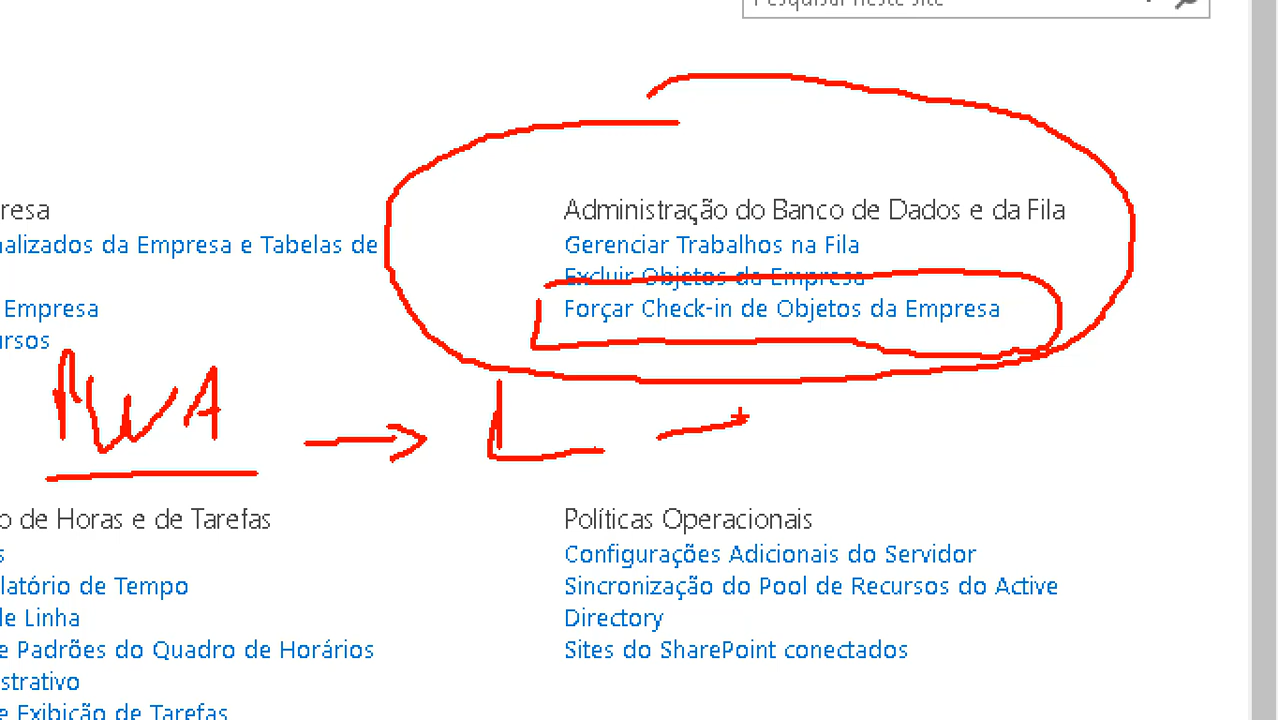 Pesquisar neste site
resa
Administração do Banco de Dados e da Fila
nalizados da Empresa e Tabelas de
Gerenciar Trabalhos na Fila
Excluir Objetos da Empresa
Empresa
Forçar Check-in de Objetos da Empresa
ursos
PWA
o de Horas e de Tarefas
Políticas Operacionais
s
Configurações Adicionais do Servidor
latório de Tempo
Sincronização do Pool de Recursos do Active
de Linha
Directory
e Padrões do Quadro de Horários
Sites do SharePoint conectados
strativo
e Exibição de Tarefas